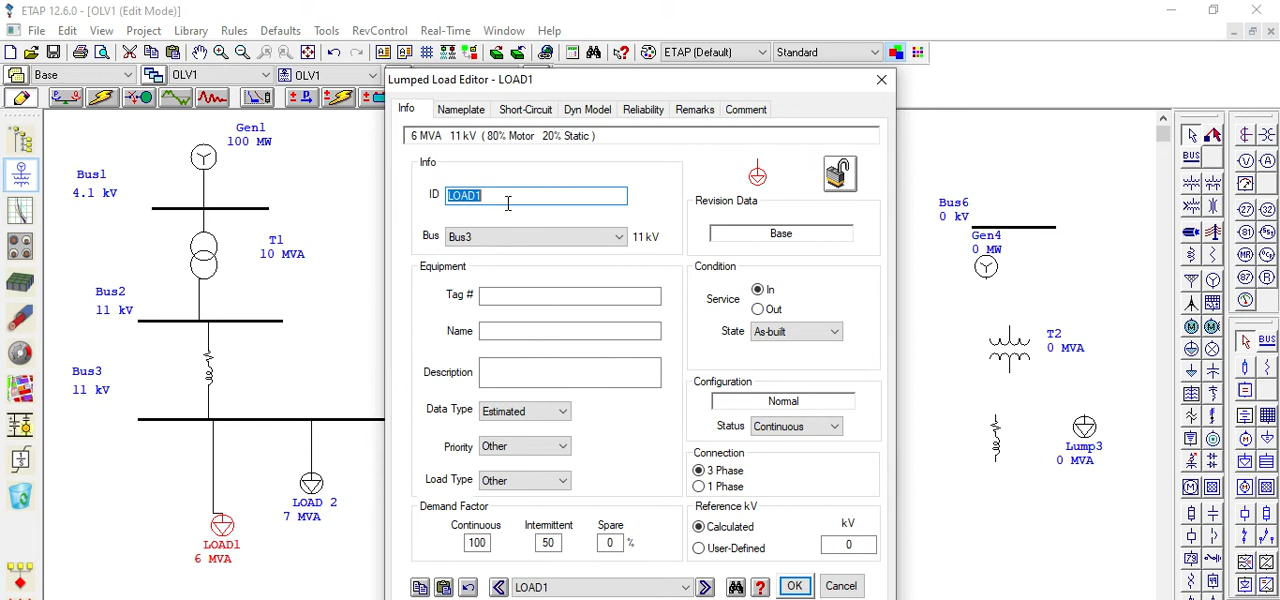 ETAP 12.6.0 - [OLV1 (Edit Mode)]
File Edit View Project Library Rules Defaults Tools RevControl Real-Time Window Help
ETAP (Default) Standard
Base OLV1 OLV1
Lumped Load Editor - LOAD1
Info Nameplate Short-Circuit Dyn Model Reliability Remarks Comment
6 MVA 11 kV ( 80% Motor 20% Static )
Info
ID LOAD1
Bus Bus3 11 kV
Equipment
Tag #
Name
Description
Data Type Estimated
Priority Other
Load Type Other
Demand Factor
Continuous Intermittent Spare
100 50 0 %
Revision Data
Base
Condition
Service In
Out
State As-built
Configuration
Normal
Status Continuous
Connection
3 Phase
1 Phase
Reference kV
Calculated kV
User-Defined 0
LOAD1 ? OK Cancel
Gen1
100 MW
Bus1
4.1 kV
T1
10 MVA
Bus2
11 kV
Bus3
11 kV
LOAD 2
7 MVA
LOAD1
6 MVA
Bus6
0 kV
Gen4
0 MW
T2
0 MVA
Lump3
0 MVA
BUS
BUS